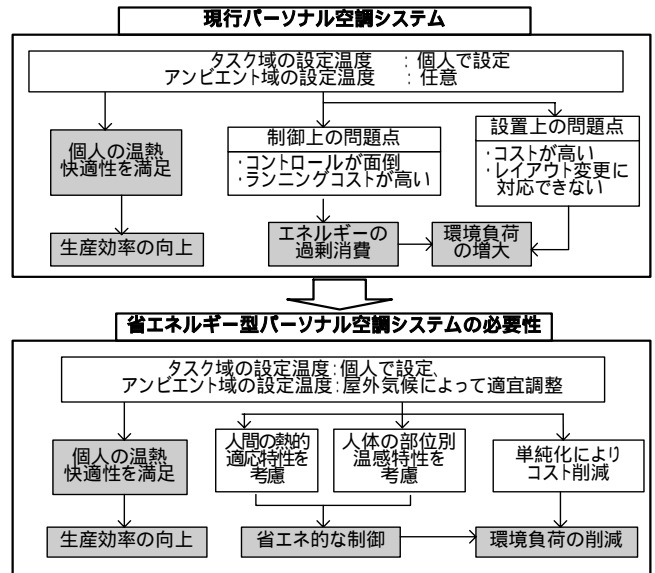 現行パーソナル空調システム
タスク域の設定温度 : 個人で設定
アンビエント域の設定温度 : 任意
個人の温熱
快適性を満足
制御上の問題点
・コントロールが面倒
・ランニングコストが高い
設置上の問題点
・コストが高い
・レイアウト変更に
対応できない
生産効率の向上
エネルギーの
過剰消費
環境負荷
の増大
省エネルギー型パーソナル空調システムの必要性
タスク域の設定温度:個人で設定、
アンビエント域の設定温度:屋外気候によって適宜調整
個人の温熱
快適性を満足
人間の熱的
適応特性を
考慮
人体の部位別
温感特性を
考慮
単純化により
コスト削減
生産効率の向上
省エネ的な制御
環境負荷の削減